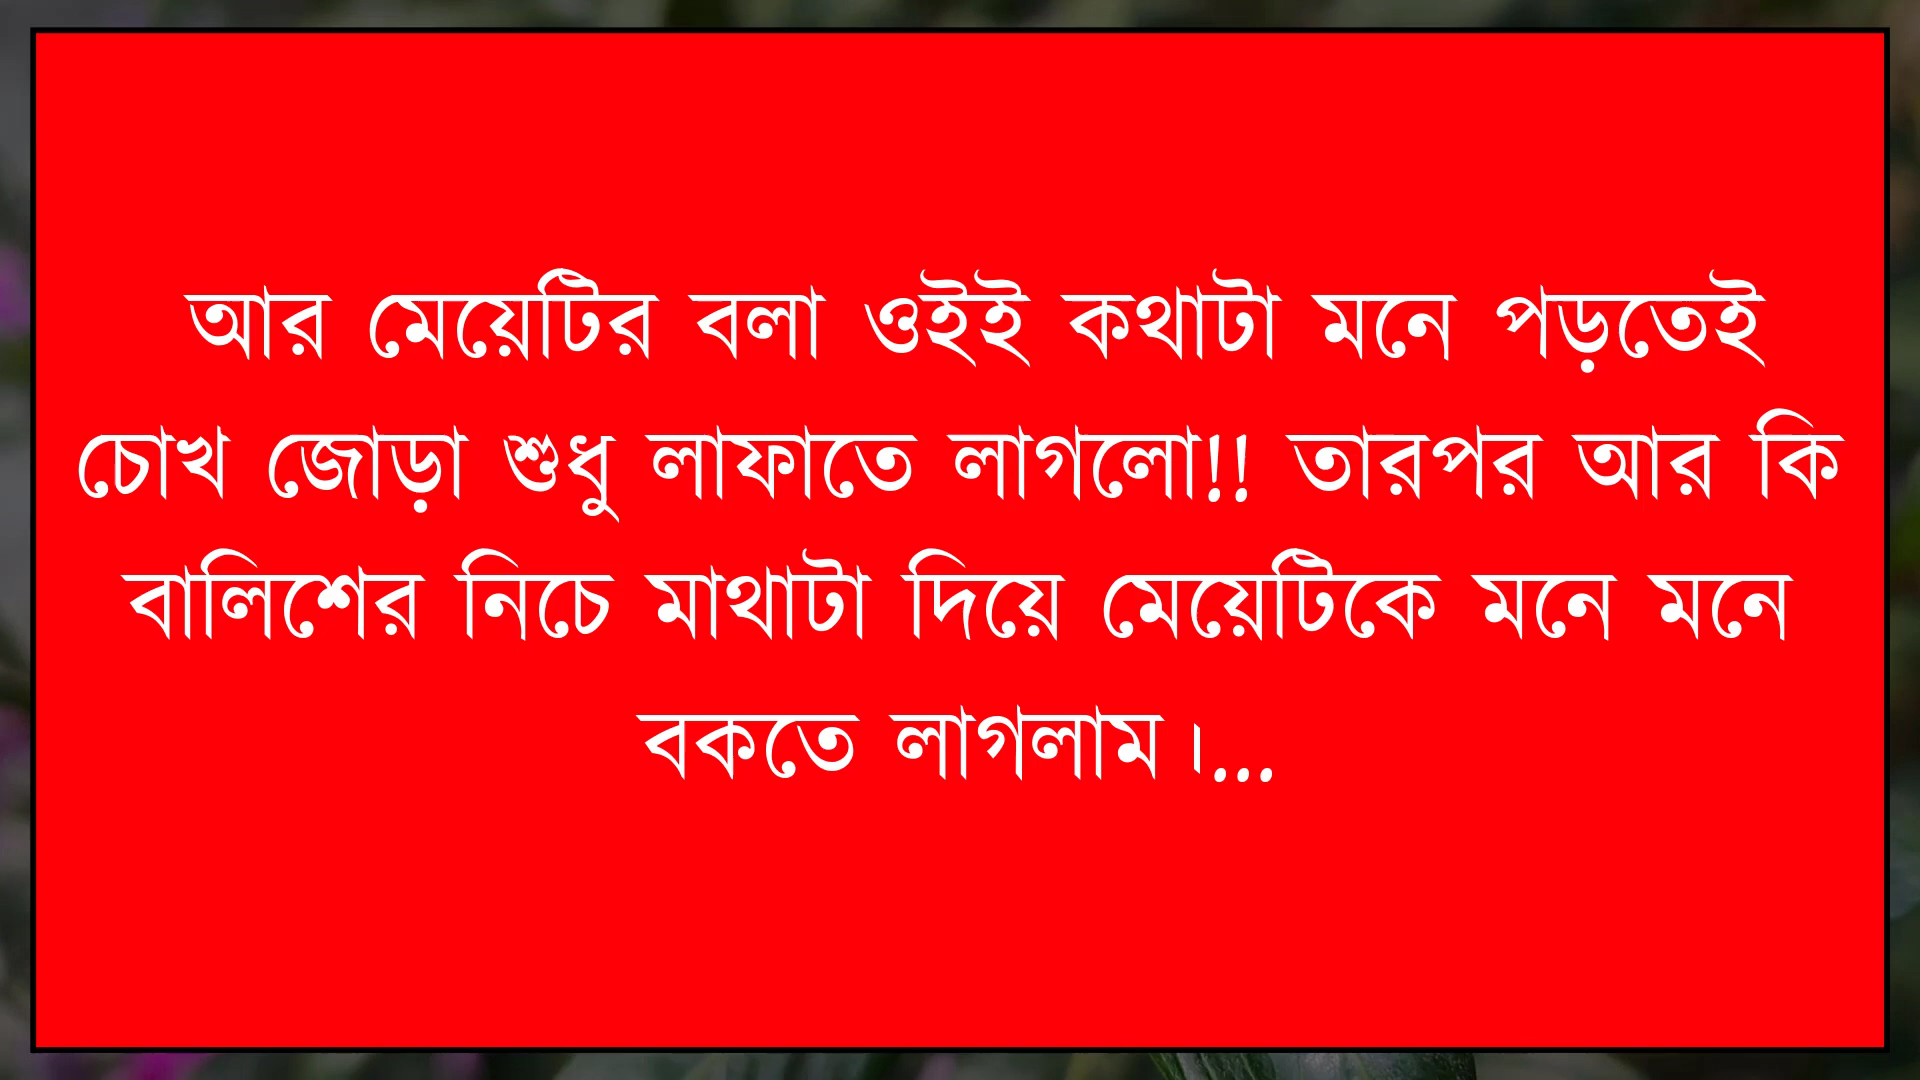 আর মেয়েটির বলা ওইই কথাটা মনে পড়তেই
চোখ জোড়া শুধু লাফাতে লাগলো!! তারপর আর কি
বালিশের নিচে মাথাটা দিয়ে মেয়েটিকে মনে মনে
বকতে লাগলাম।...